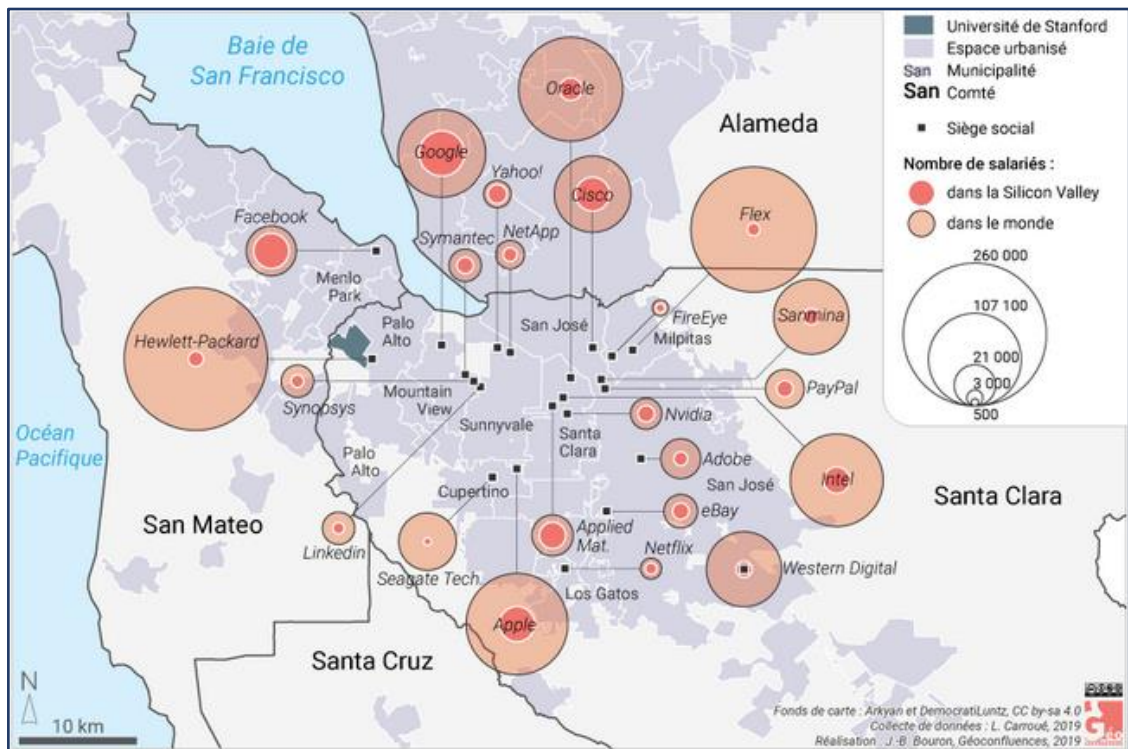 Baie de
San Francisco
Océan
Pacifique
Alameda
San Mateo
Santa Cruz
Santa Clara
Oracle
Google
Yahoo!
Cisco
Flex
Facebook
Symantec
NetApp
Menlo
Park
Hewlett-Packard
Palo
Alto
San José
FireEye
Milpitas
Sanmina
Synopsys
Mountain
View
Sunnyvale
Santa
Clara
PayPal
Nvidia
Palo
Alto
Cupertino
Adobe
San José
Intel
Linkedin
Seagate Tech.
Applied
Mat.
eBay
Netflix
Los Gatos
Western Digital
Apple
Université de Stanford
Espace urbanisé
San Municipalité
San Comté
Siège social
Nombre de salariés :
dans la Silicon Valley
dans le monde
260 000
107 100
21 000
3 000
500
N
10 km
Fonds de carte : Arkyan et DemocratiLuntz, CC by-sa 4.0
Collecte de données : L. Carroué, 2019
Réalisation : J.-B. Bouron, Géoconfluences, 2019
Géo